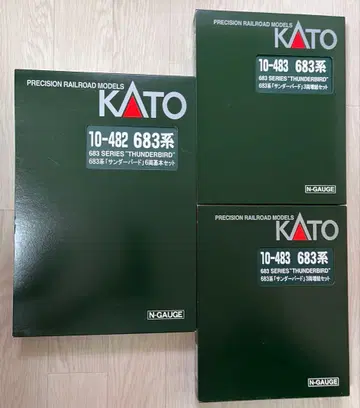 PRECISION RAILROAD MODELS
KATO
10-482 683系
683 SERIES "THUNDERBIRD"
683系「サンダーバード」6両基本セット
N-GAUGE
PRECISION RAILROAD MODELS
KATO
10-483 683系
683 SERIES "THUNDERBIRD"
683系「サンダーバード」3両増結セット
N-GAUGE
PRECISION RAILROAD MODELS
KATO
10-483 683系
683 SERIES "THUNDERBIRD"
683系「サンダーバード」3両増結セット
N-GAUGE